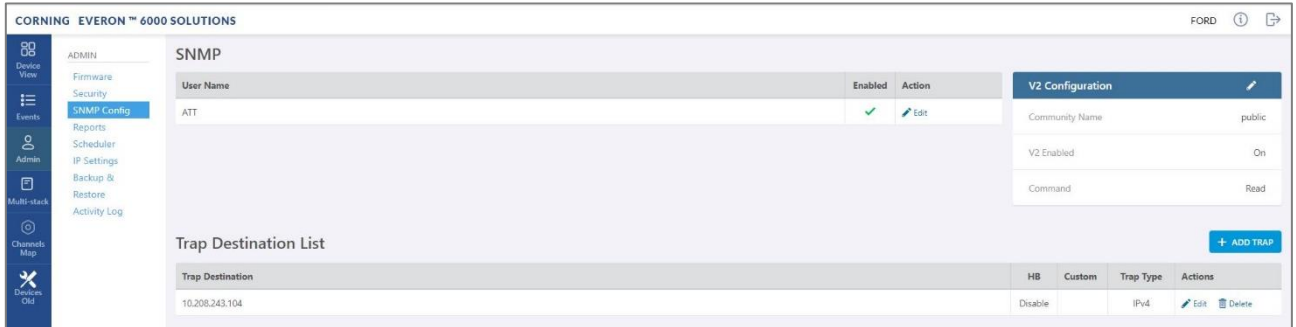 CORNING EVERON ™ 6000 SOLUTIONS
FORD
Device
View
Events
Admin
Multi-stack
Channels
Map
Devices
Old
ADMIN
Firmware
Security
SNMP Config
Reports
Scheduler
IP Settings
Backup &
Restore
Activity Log
SNMP
User Name Enabled Action
ATT Edit
V2 Configuration
Community Name public
V2 Enabled On
Command Read
Trap Destination List
+ ADD TRAP
Trap Destination HB Custom Trap Type Actions
10.208.243.104 Disable IPv4 Edit Delete